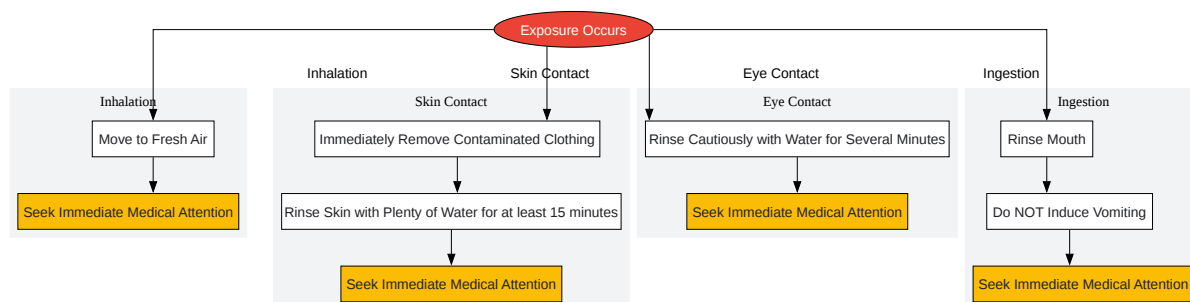 Exposure Occurs
Inhalation
Skin Contact
Eye Contact
Ingestion
Inhalation
Skin Contact
Eye Contact
Ingestion
Move to Fresh Air
Immediately Remove Contaminated Clothing
Rinse Cautiously with Water for Several Minutes
Rinse Mouth
Seek Immediate Medical Attention
Rinse Skin with Plenty of Water for at least 15 minutes
Seek Immediate Medical Attention
Do NOT Induce Vomiting
Seek Immediate Medical Attention
Seek Immediate Medical Attention